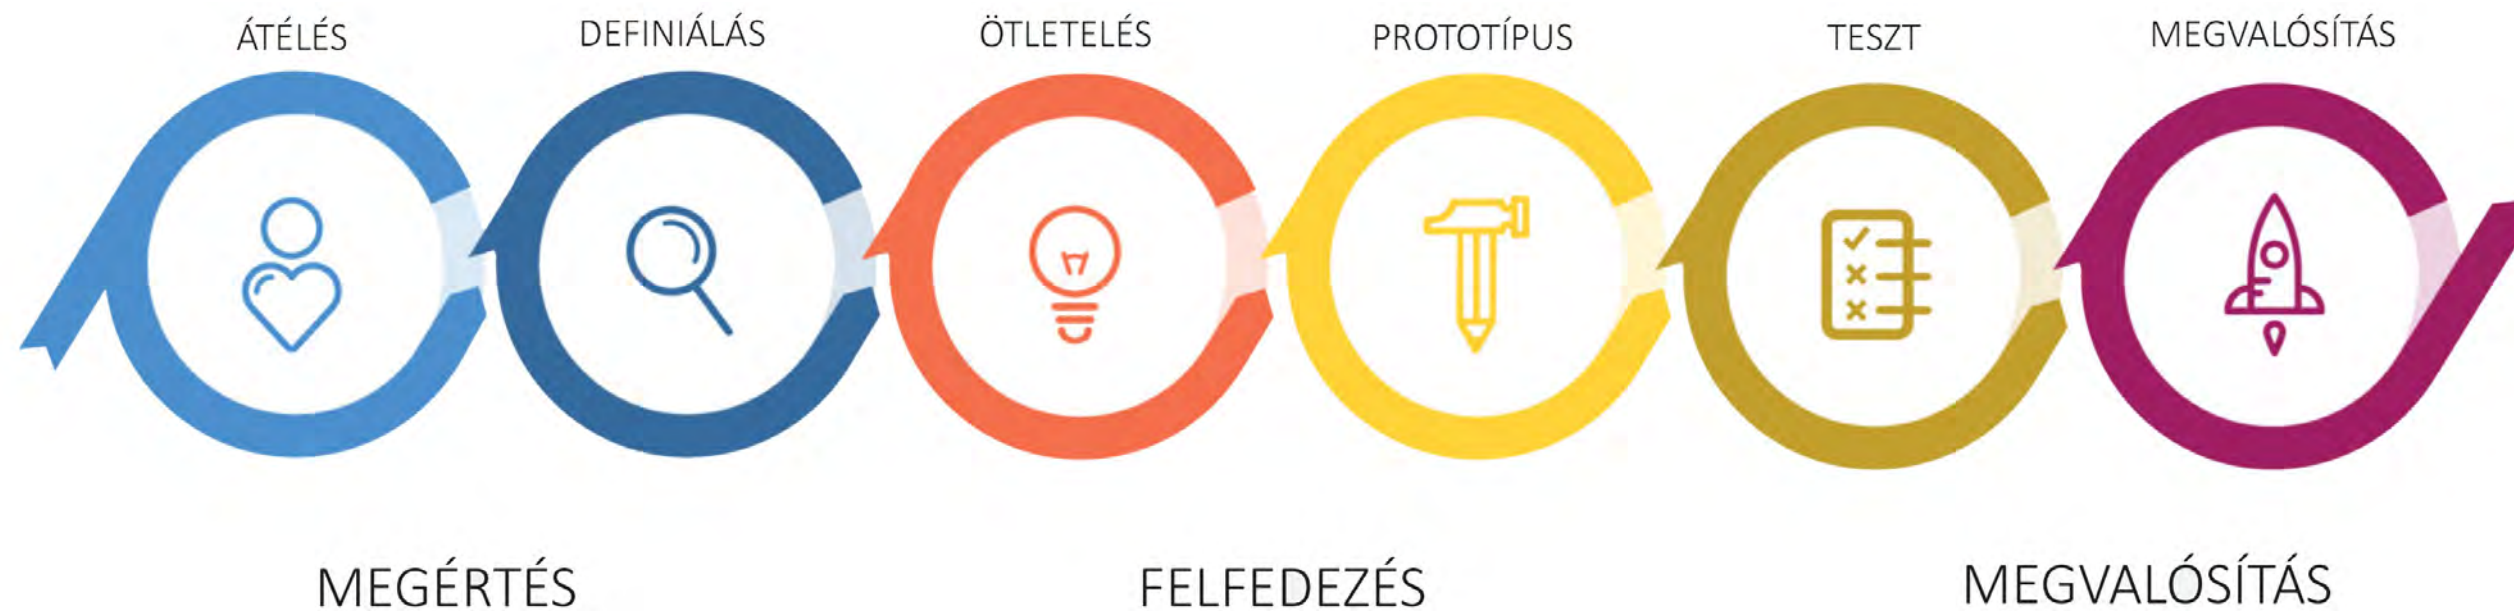 ÁTÉLÉS
DEFINIÁLÁS
ÖTLETELÉS
PROTOTÍPUS
TESZT
MEGVALÓSÍTÁS
MEGÉRTÉS
FELFEDEZÉS
MEGVALÓSÍTÁS